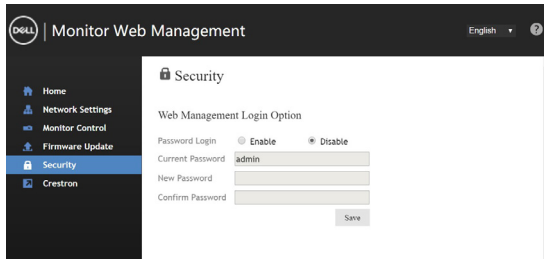 DELL | Monitor Web Management
English
?
Home
Network Settings
Monitor Control
Firmware Update
Security
Crestron
Security
Web Management Login Option
Password Login Enable Disable
Current Password admin
New Password
Confirm Password
Save